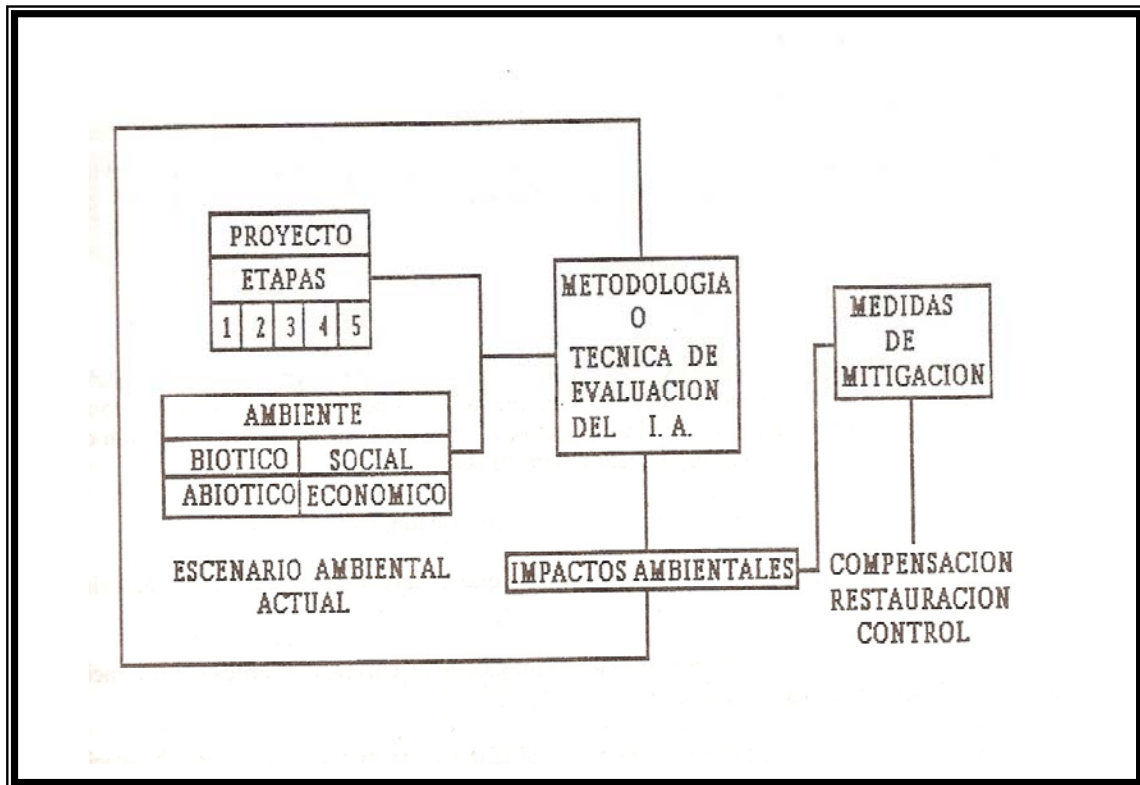 PROYECTO
ETAPAS
1 2 3 4 5
AMBIENTE
BIOTICO SOCIAL
ABIOTICO ECONOMICO
ESCENARIO AMBIENTAL
ACTUAL
METODOLOGIA
O
TECNICA DE
EVALUACION
DEL I. A.
IMPACTOS AMBIENTALES
MEDIDAS
DE
MITIGACION
COMPENSACION
RESTAURACION
CONTROL